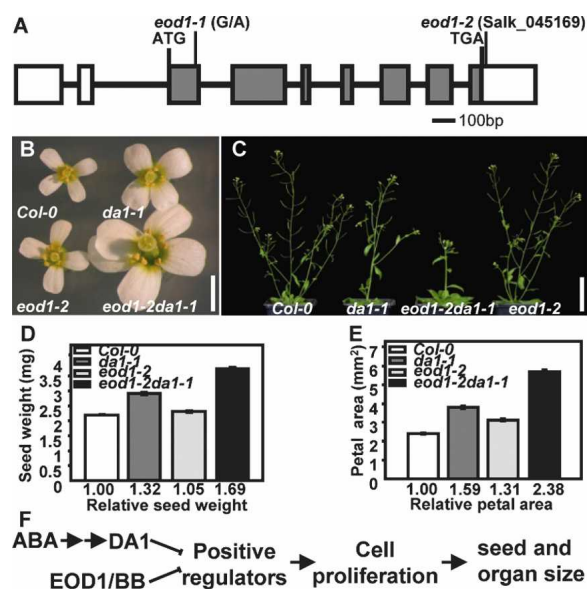 A
eod1-1 (G/A)
eod1-2 (Salk_045169)
ATG
TGA
100bp
B
Col-0
da1-1
eod1-2
eod1-2da1-1
C
Col-0
da1-1
eod1-2da1-1
eod1-2
D
Col-0
da1-1
eod1-2
eod1-2da1-1
Seed weight (mg)
4
3.5
2.5
1.5
0.5
0
1.00 1.32 1.05 1.69
Relative seed weight
E
Col-0
da1-1
eod1-2
eod1-2da1-1
Petal area (mm²)
7
6
5
4
3
2
1
0
1.00 1.59 1.31 2.38
Relative petal area
F
ABA DA1
EOD1/BB
Positive
regulators
Cell
proliferation
seed and
organ size